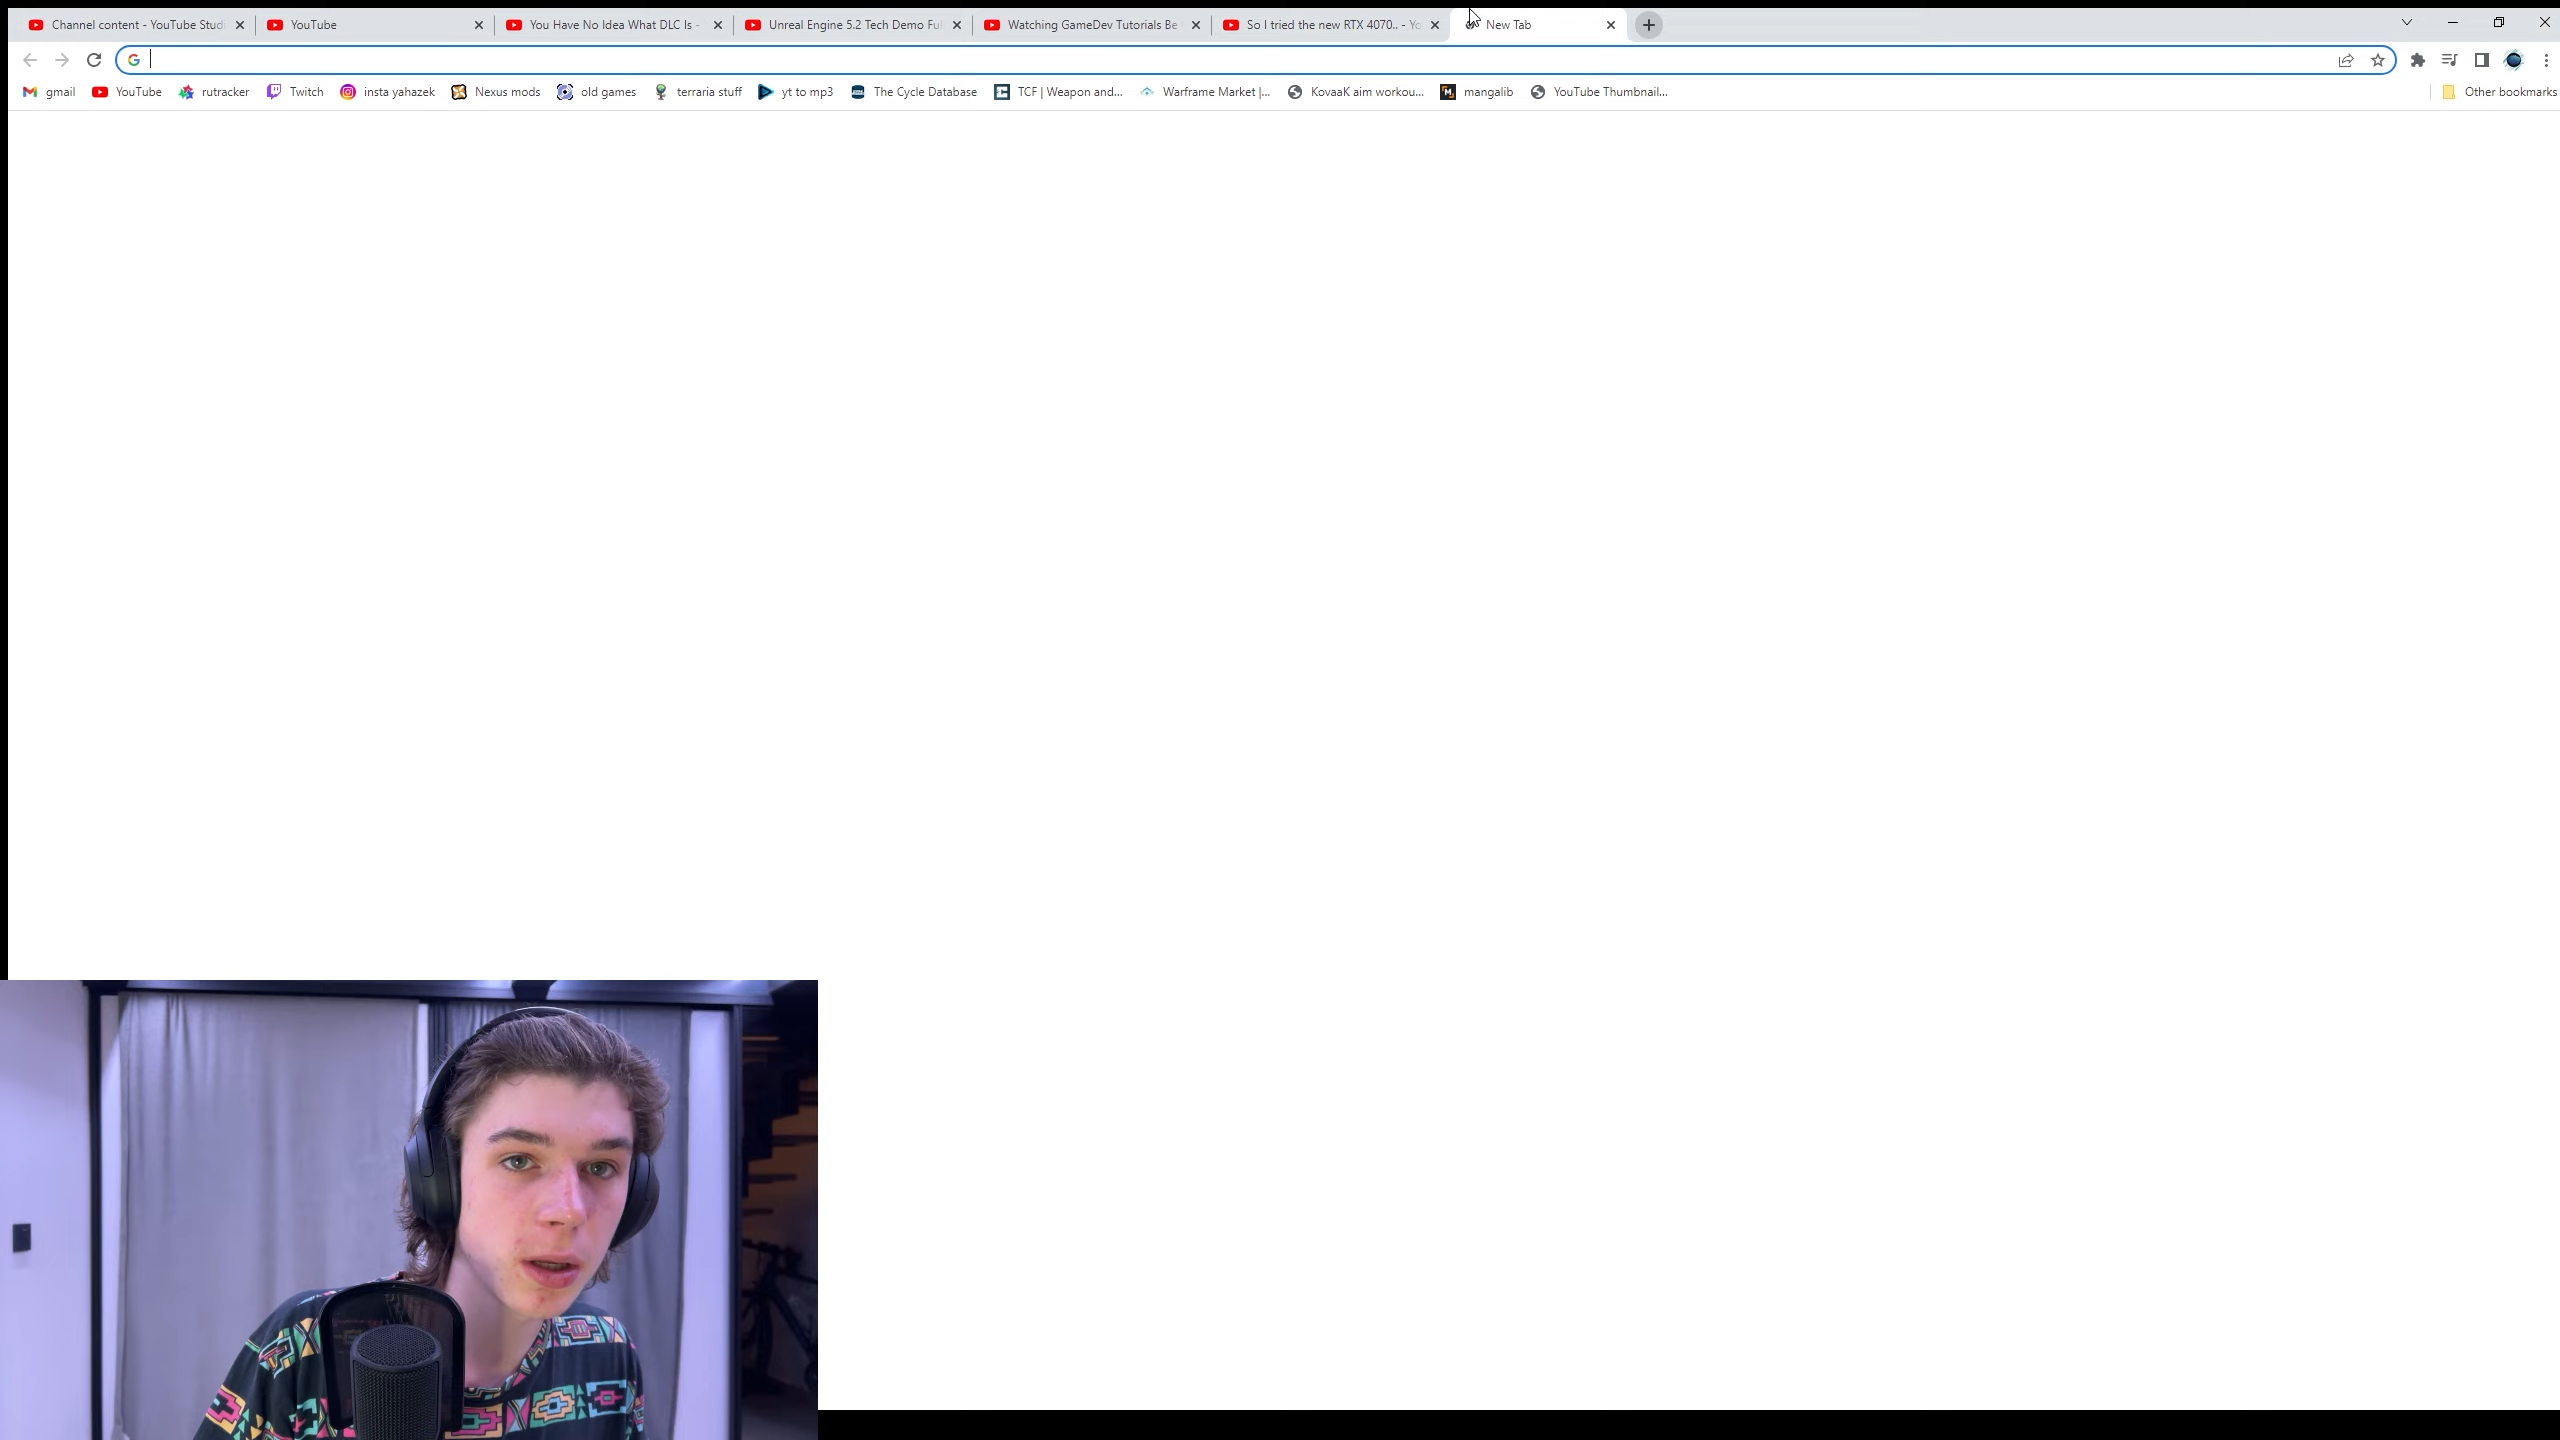 Channel content - YouTube Studi
YouTube
You Have No Idea What DLC Is -
Unreal Engine 5.2 Tech Demo Ful
Watching GameDev Tutorials Be
So I tried the new RTX 4070.. - Yo
New Tab
gmail
YouTube
rutracker
Twitch
insta yahazek
Nexus mods
old games
terraria stuff
yt to mp3
The Cycle Database
TCF | Weapon and...
Warframe Market |...
KovaaK aim workou...
mangalib
YouTube Thumbnail...
Other bookmarks